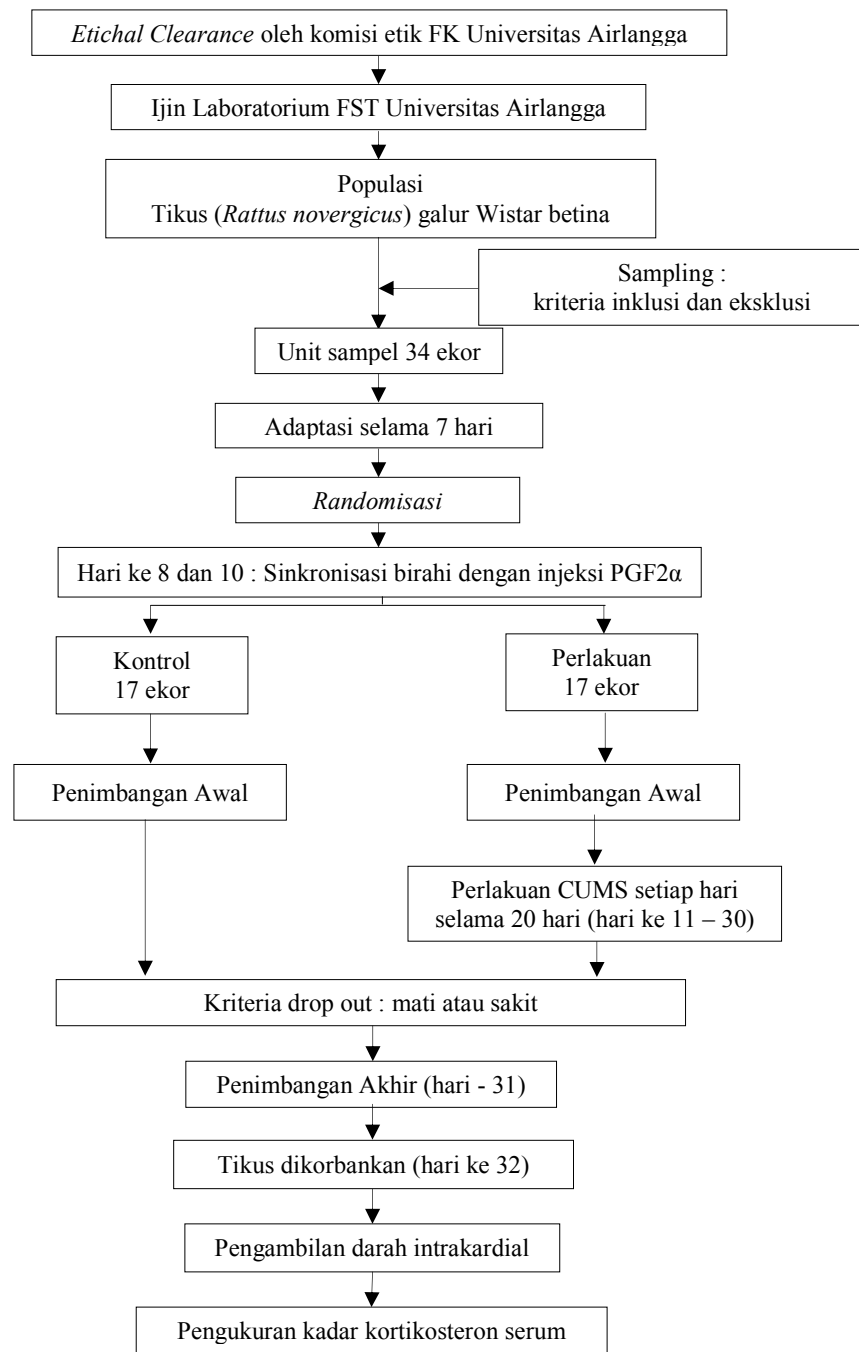 Etichal Clearance oleh komisi etik FK Universitas Airlangga
Ijin Laboratorium FST Universitas Airlangga
Populasi
Tikus (Rattus novergicus) galur Wistar betina
Sampling :
kriteria inklusi dan eksklusi
Unit sampel 34 ekor
Adaptasi selama 7 hari
Randomisasi
Hari ke 8 dan 10 : Sinkronisasi birahi dengan injeksi PGF2α
Kontrol
17 ekor
Perlakuan
17 ekor
Penimbangan Awal
Penimbangan Awal
Perlakuan CUMS setiap hari
selama 20 hari (hari ke 11 – 30)
Kriteria drop out : mati atau sakit
Penimbangan Akhir (hari - 31)
Tikus dikorbankan (hari ke 32)
Pengambilan darah intrakardial
Pengukuran kadar kortikosteron serum